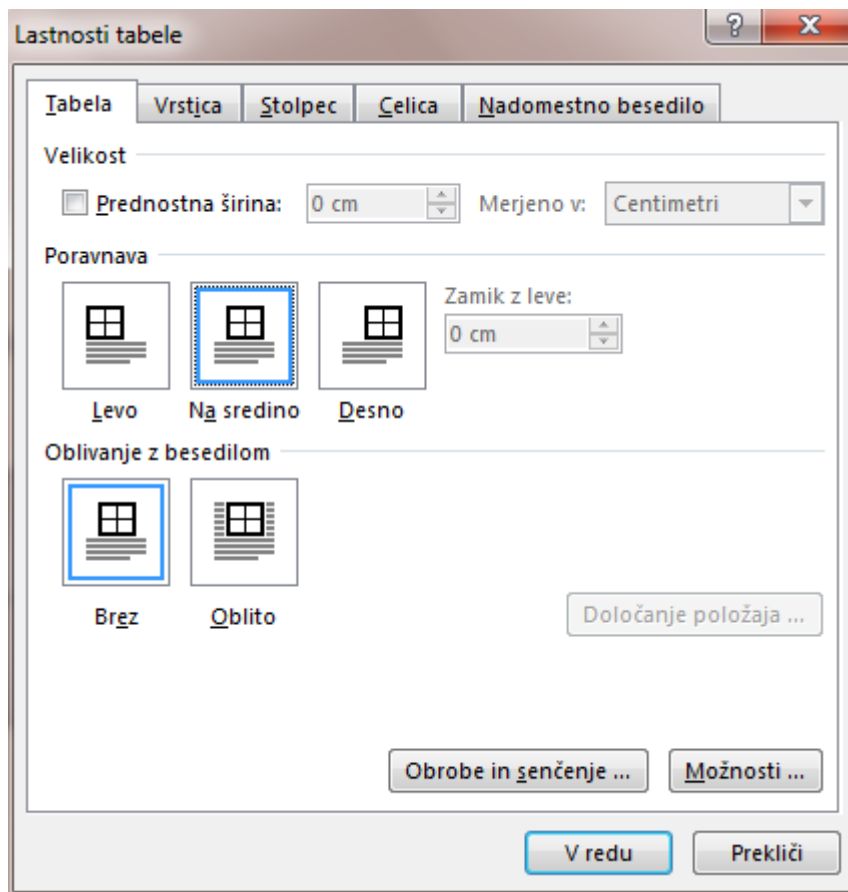 Lastnosti tabele
Tabela Vrstica Stolpec Celica Nadomestno besedilo
Velikost
Prednostna širina: 0 cm Merjeno v: Centimetri
Poravnava
Zamik z leve:
0 cm
Levo Na sredino Desno
Oblivanje z besedilom
Brez Oblito
Določanje položaja ...
Obrobe in senčenje ... Možnosti ...
V redu Prekliči